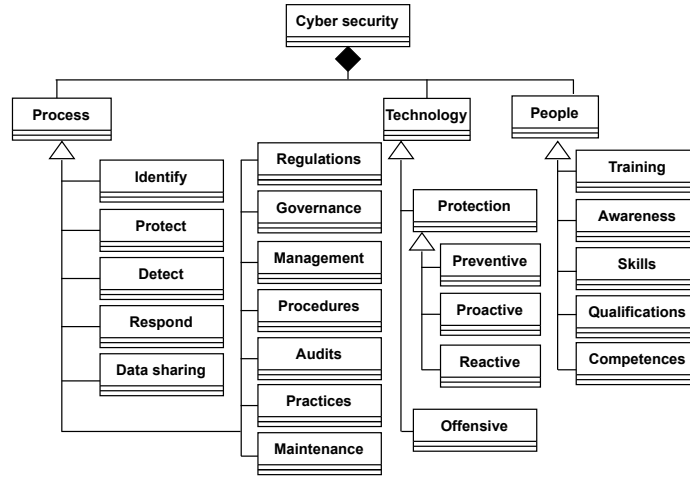 Cyber security
Process
Technology
People
Identify
Protect
Detect
Respond
Data sharing
Regulations
Governance
Management
Procedures
Audits
Practices
Maintenance
Protection
Preventive
Proactive
Reactive
Offensive
Training
Awareness
Skills
Qualifications
Competences